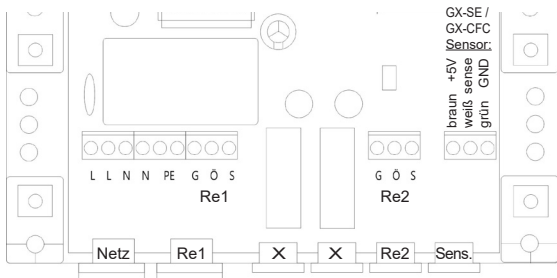 GX-SE /
GX-CFC
Sensor:
braun +5V
weiß sense
grün GND
L L N N PE G Ö S
G Ö S
Re1
Re2
Netz Re1 X X Re2 Sens.